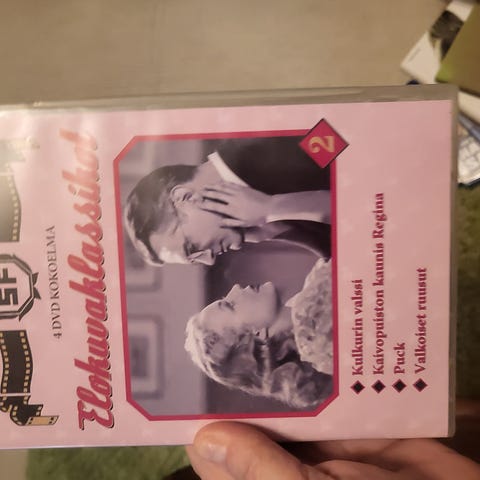 SF
4 DVD KOKOELMA
Elokuvaklassikot
2
Kulkurin valssi
Kaivopuiston kaunis Regina
Puck
Valkoiset ruusut